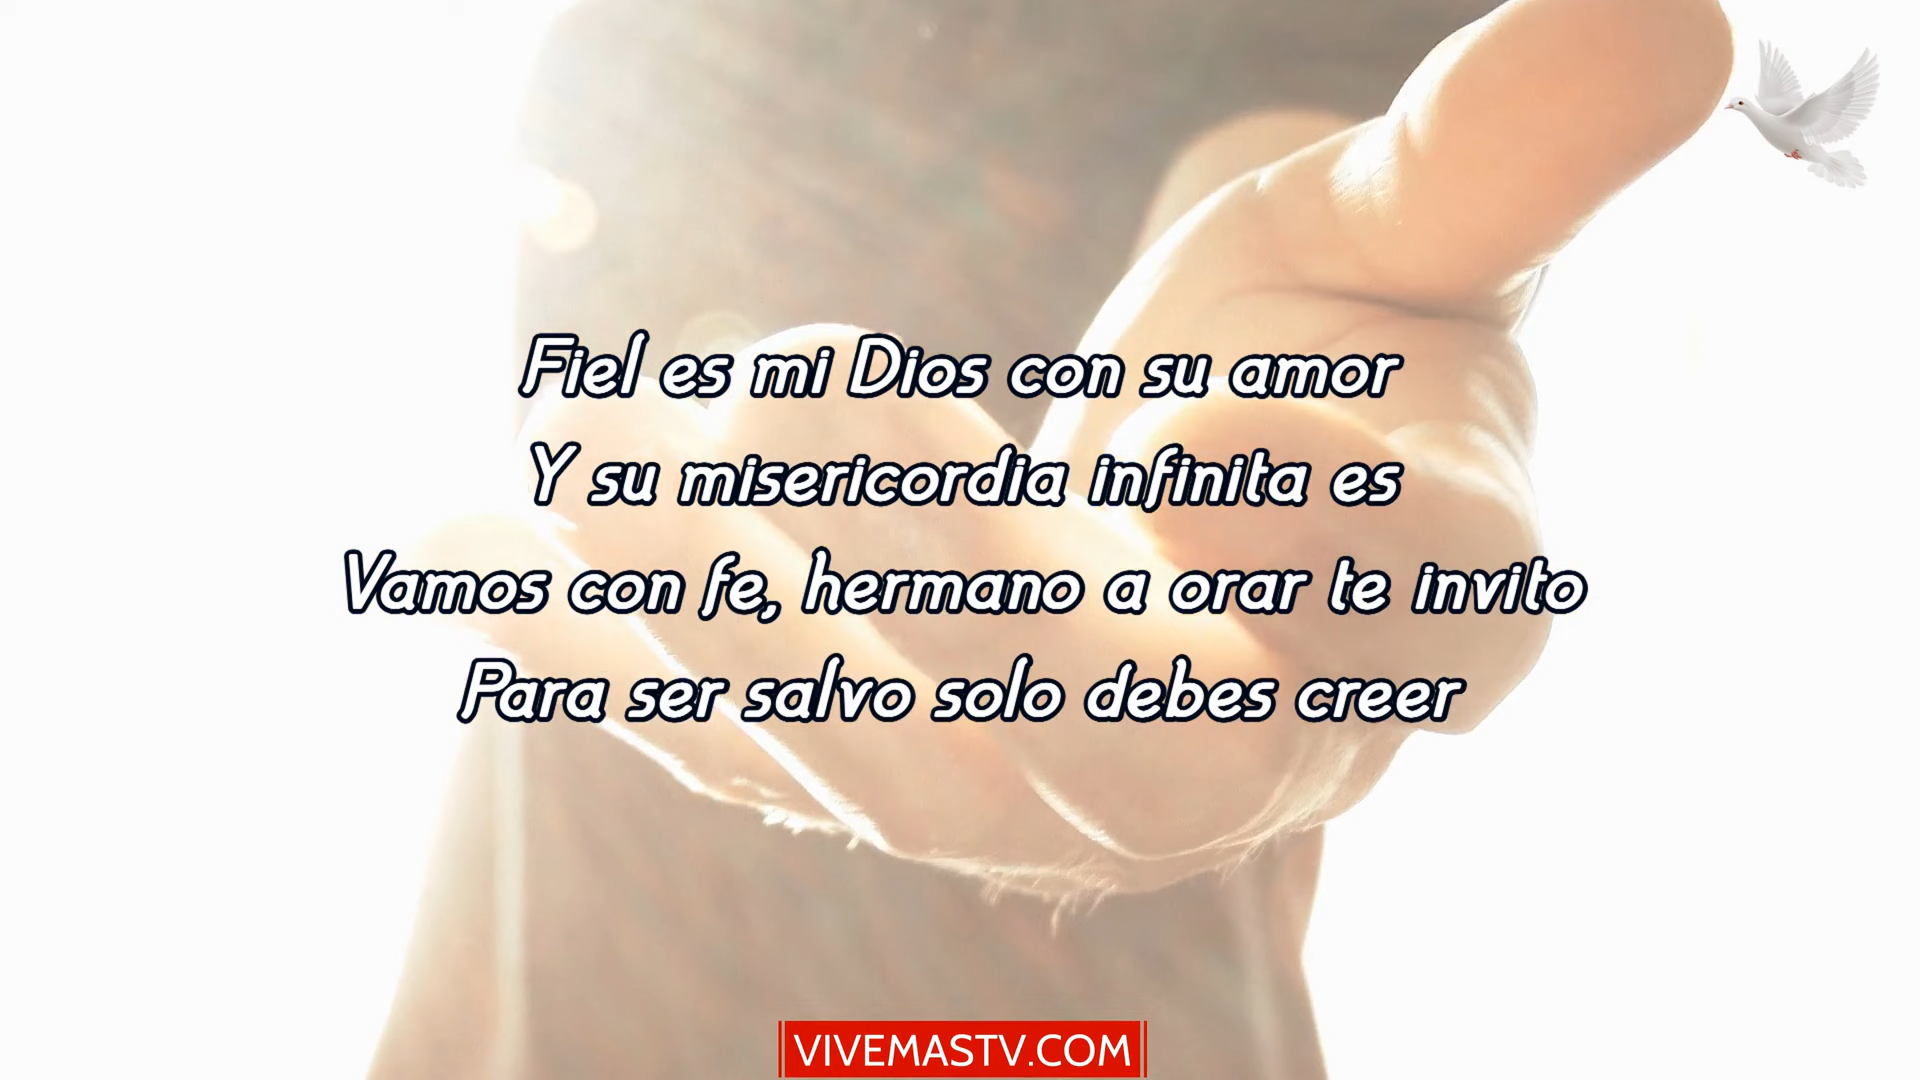 Fiel es mi Dios con su amor
Y su misericordia infinita es
Vamos con fe, hermano a orar te invito
Para ser salvo solo debes creer
VIVEMASTV.COM